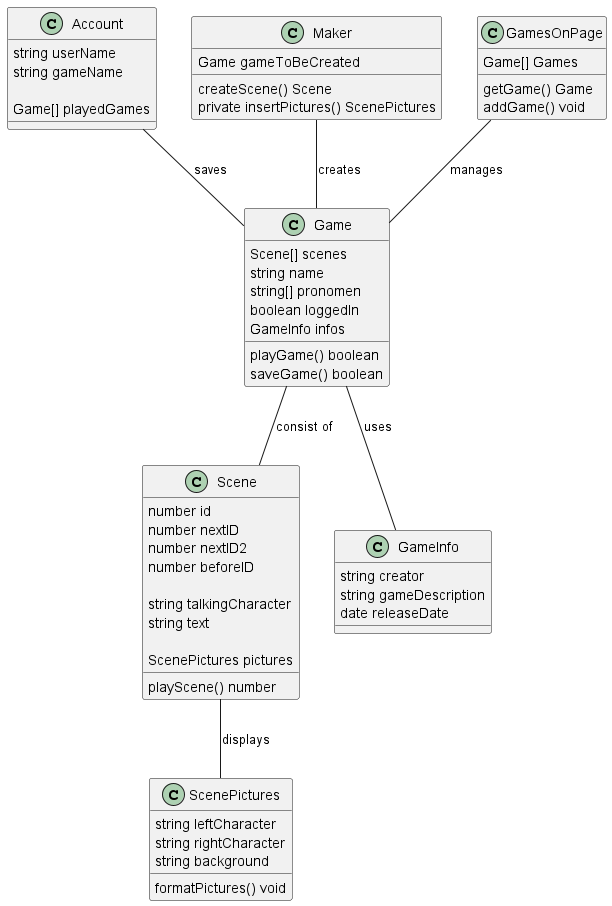 C Account
string userName
string gameName
Game[] playedGames
C Maker
Game gameToBeCreated
createScene() Scene
private insertPictures() ScenePictures
C GamesOnPage
Game[] Games
getGame() Game
addGame() void
saves
creates
manages
C Game
Scene[] scenes
string name
string[] pronomen
boolean loggedIn
GameInfo infos
playGame() boolean
saveGame() boolean
consist of
uses
C Scene
number id
number nextID
number nextID2
number beforeID
string talkingCharacter
string text
ScenePictures pictures
playScene() number
C GameInfo
string creator
string gameDescription
date releaseDate
displays
C ScenePictures
string leftCharacter
string rightCharacter
string background
formatPictures() void